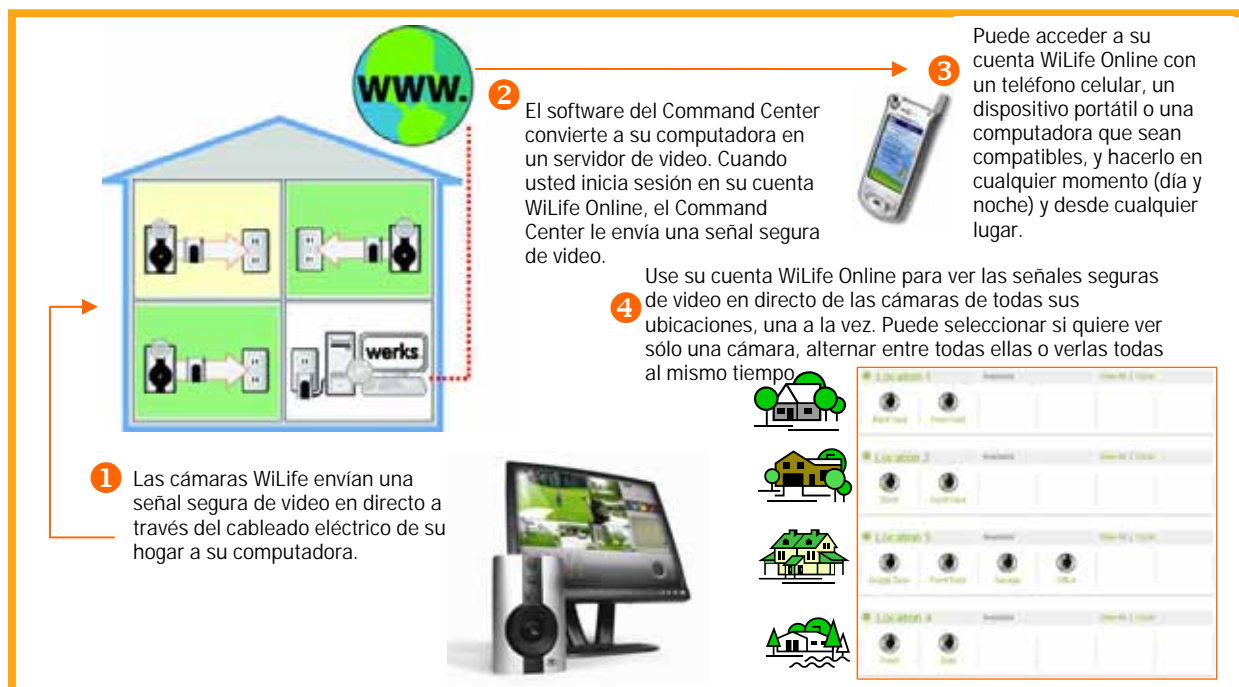 WWW.
werks
1
Las cámaras WiLife envían una
señal segura de video en directo a
través del cableado eléctrico de su
hogar a su computadora.
2
El software del Command Center
convierte a su computadora en
un servidor de video. Cuando
usted inicia sesión en su cuenta
WiLife Online, el Command
Center le envía una señal segura
de video.
3
Puede acceder a su
cuenta WiLife Online con
un teléfono celular, un
dispositivo portátil o una
computadora que sean
compatibles, y hacerlo en
cualquier momento (día y
noche) y desde cualquier
lugar.
4
Use su cuenta WiLife Online para ver las señales seguras
de video en directo de las cámaras de todas sus
ubicaciones, una a la vez. Puede seleccionar si quiere ver
sólo una cámara, alternar entre todas ellas o verlas todas
al mismo tiempo.
Location 1
Location 2
Front Door
Garage
Office
Location 4